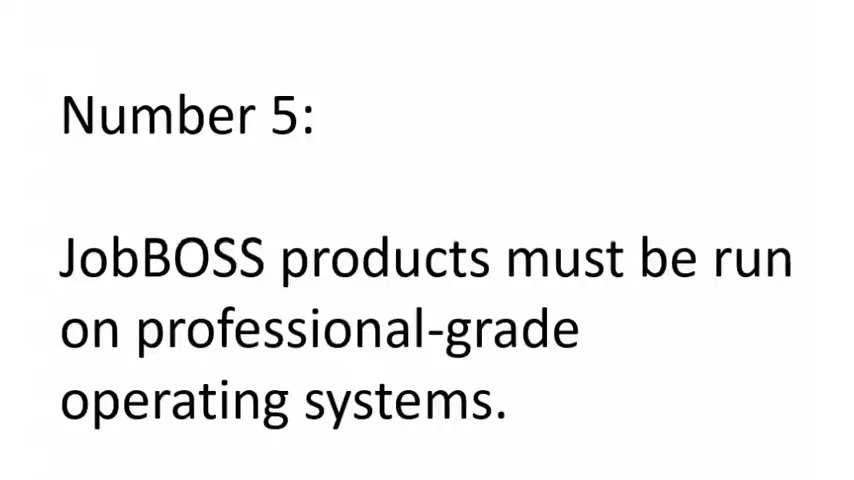 Number 5:
JobBOSS products must be run
on professional-grade
operating systems.